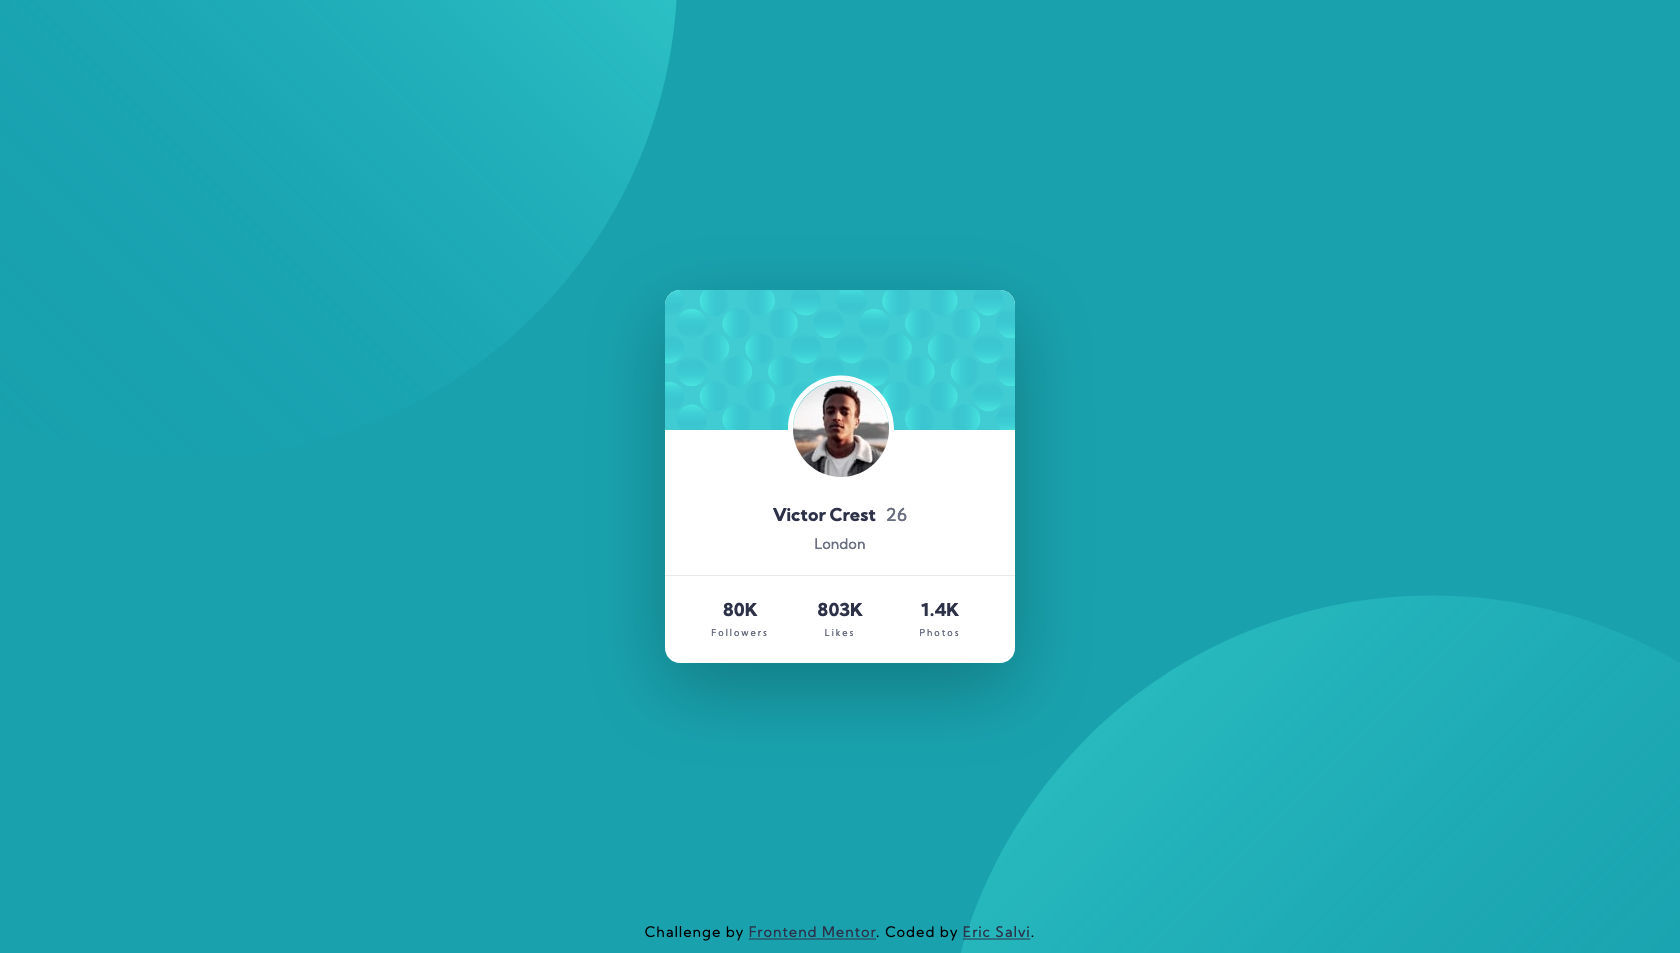 Victor Crest 26
London
80K 803K 1.4K
Followers Likes Photos
Challenge by Frontend Mentor. Coded by Eric Salvi.